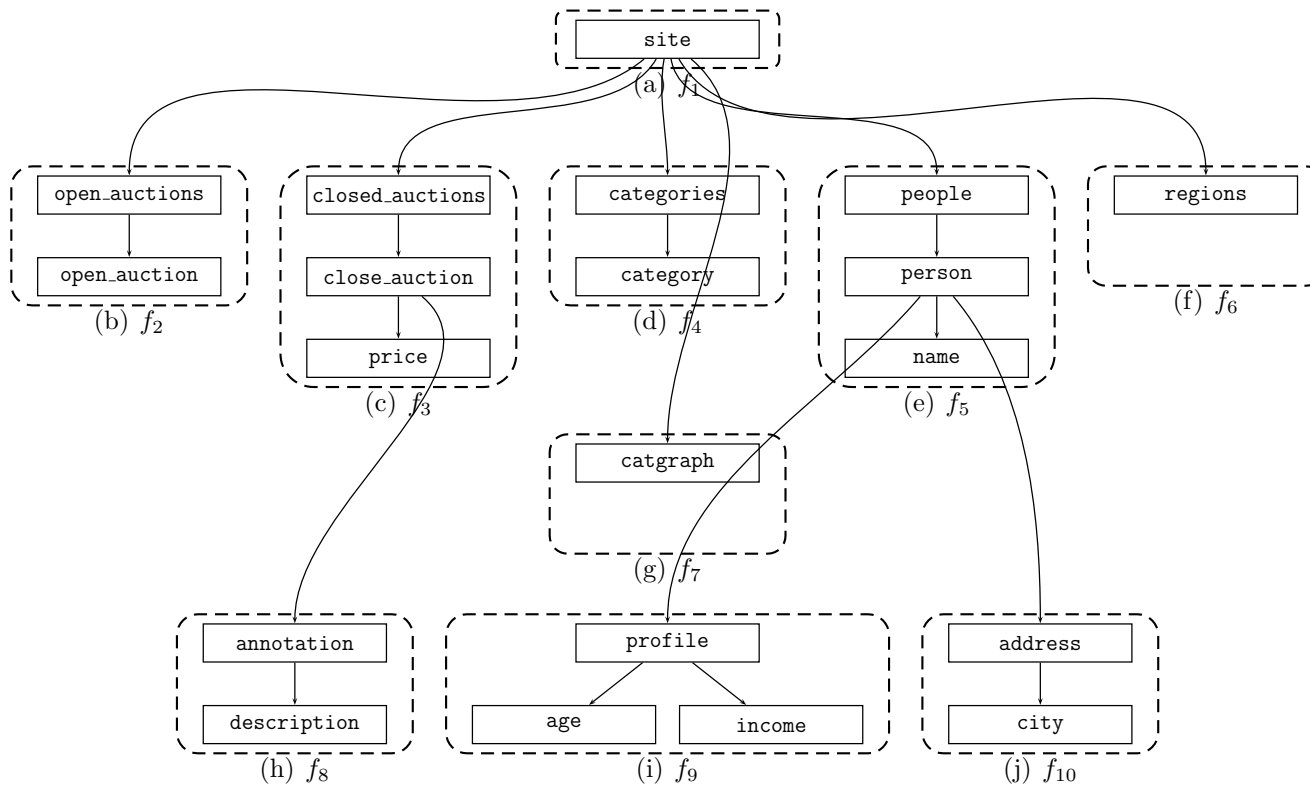 site
(a) f1
open_auctions
closed_auctions
categories
people
regions
open_auction
close_auction
category
person
(b) f2
(d) f4
(f) f6
price
name
(c) f3
(e) f5
catgraph
(g) f7
annotation
profile
address
description
age
income
city
(h) f8
(i) f9
(j) f10